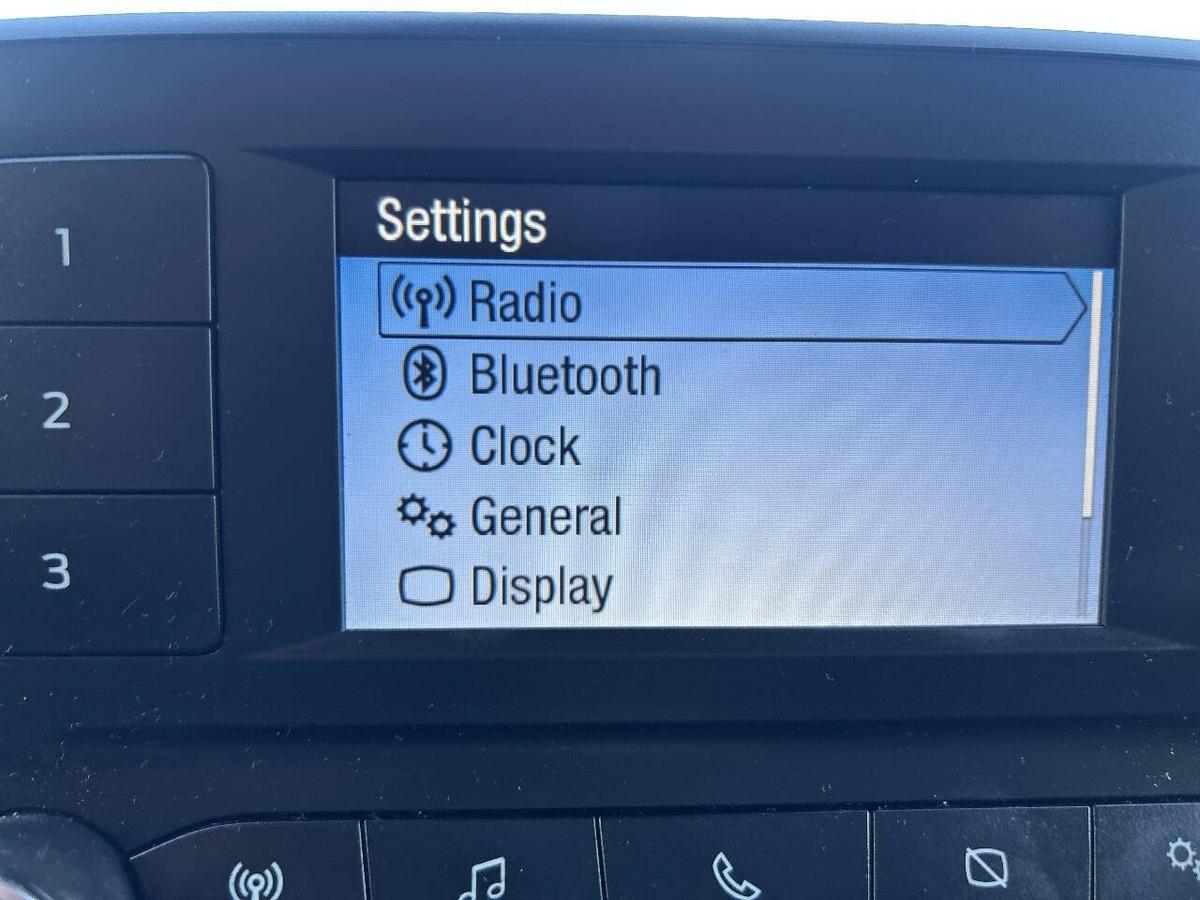 Settings
Radio
Bluetooth
Clock
General
Display
1
2
3